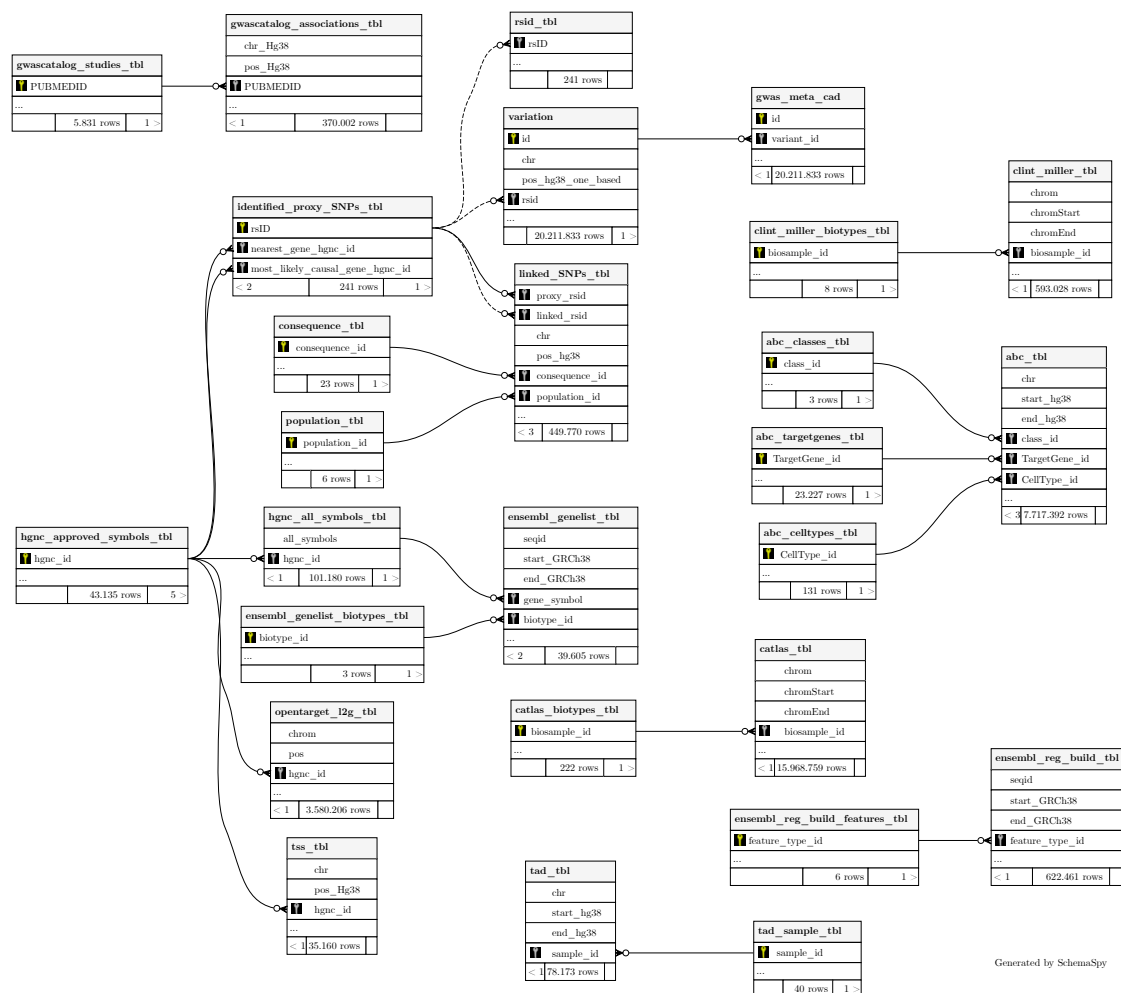 gwascatalog_studies_tbl
PUBMEDID
...
5.831 rows 1 >
gwascatalog_associations_tbl
chr_Hg38
pos_Hg38
PUBMEDID
...
< 1 370.002 rows
rsid_tbl
rsID
...
241 rows
variation
id
chr
pos_hg38_one_based
rsid
...
20.211.833 rows 1 >
gwas_meta_cad
id
variant_id
...
< 1 20.211.833 rows
clint_miller_tbl
chrom
chromStart
chromEnd
biosample_id
...
< 1 593.028 rows
clint_miller_biotypes_tbl
biosample_id
...
8 rows 1 >
identified_proxy_SNPs_tbl
rsID
nearest_gene_hgnc_id
most_likely_causal_gene_hgnc_id
< 2 241 rows 1 >
linked_SNPs_tbl
proxy_rsid
linked_rsid
chr
pos_hg38
consequence_id
population_id
...
< 3 449.770 rows
consequence_tbl
consequence_id
...
23 rows 1 >
population_tbl
population_id
...
6 rows 1 >
abc_classes_tbl
class_id
...
3 rows 1 >
abc_tbl
chr
start_hg38
end_hg38
class_id
TargetGene_id
CellType_id
...
< 3 7.717.392 rows
abc_targetgenes_tbl
TargetGene_id
...
23.227 rows 1 >
abc_celltypes_tbl
CellType_id
...
131 rows 1 >
hgnc_approved_symbols_tbl
hgnc_id
...
43.135 rows 5 >
hgnc_all_symbols_tbl
all_symbols
hgnc_id
< 1 101.180 rows 1 >
ensembl_genelist_tbl
seqid
start_GRCh38
end_GRCh38
gene_symbol
biotype_id
...
< 2 39.605 rows
ensembl_genelist_biotypes_tbl
biotype_id
...
3 rows 1 >
opentarget_l2g_tbl
chrom
pos
hgnc_id
...
< 1 3.580.206 rows
catlas_biotypes_tbl
biosample_id
...
222 rows 1 >
catlas_tbl
chrom
chromStart
chromEnd
biosample_id
...
< 1 15.968.759 rows
ensembl_reg_build_tbl
seqid
start_GRCh38
end_GRCh38
feature_type_id
...
< 1 622.461 rows
ensembl_reg_build_features_tbl
feature_type_id
...
6 rows 1 >
tss_tbl
chr
pos_Hg38
hgnc_id
...
< 1 35.160 rows
tad_tbl
chr
start_hg38
end_hg38
sample_id
< 1 78.173 rows
tad_sample_tbl
sample_id
...
40 rows 1 >
Generated by SchemaSpy